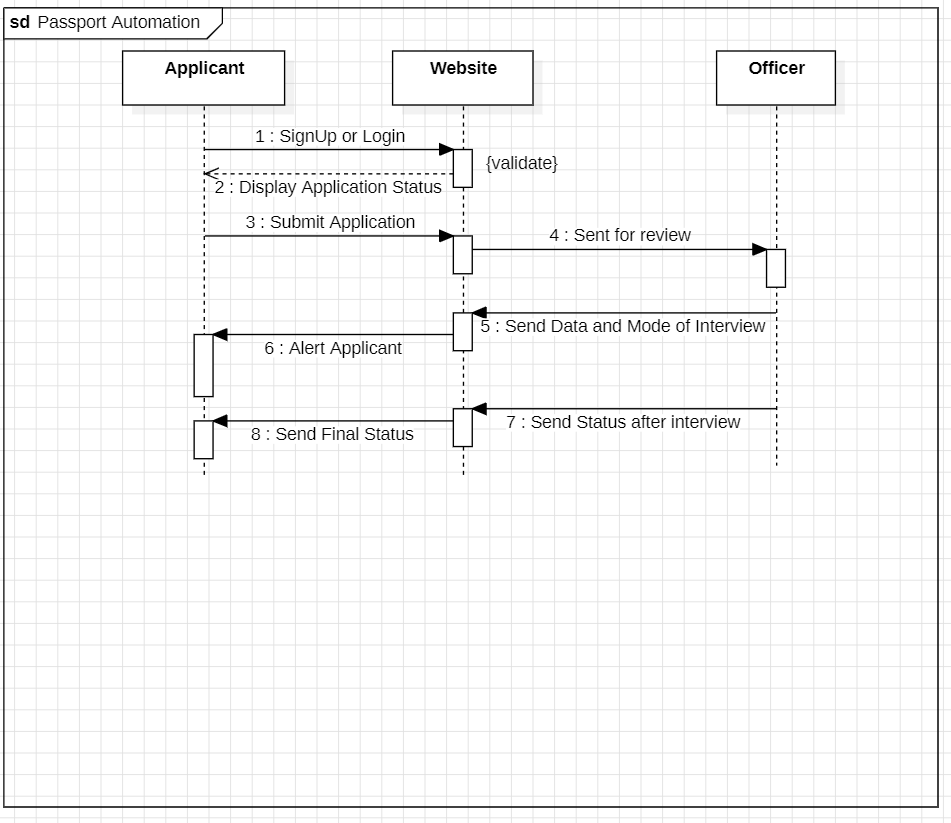 sd Passport Automation
Applicant
Website
Officer
1 : SignUp or Login
{validate}
2 : Display Application Status
3 : Submit Application
4 : Sent for review
5 : Send Data and Mode of Interview
6 : Alert Applicant
7 : Send Status after interview
8 : Send Final Status